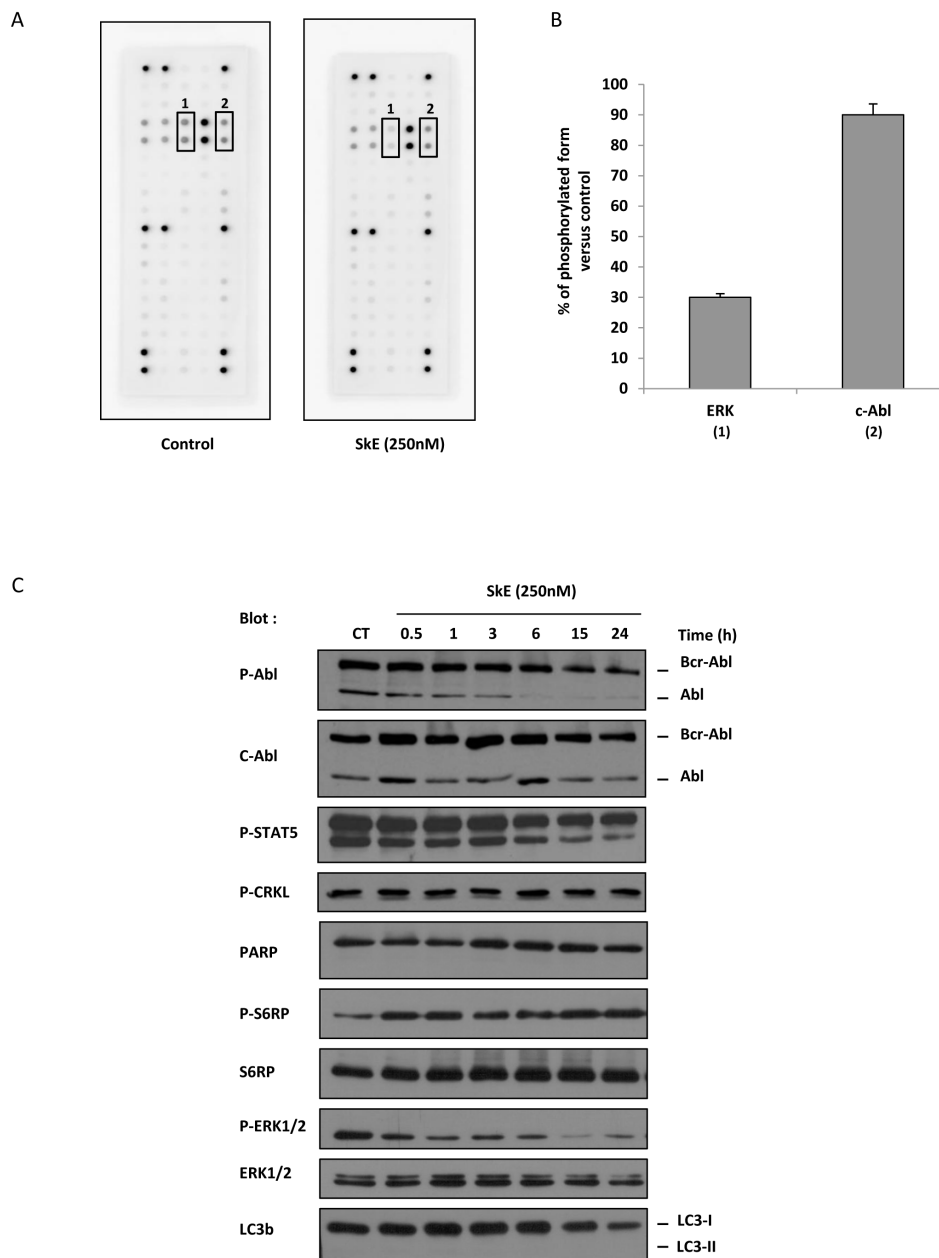 A
1
2
Control
1
2
SkE (250nM)
B
% of phosphorylated form
versus control
100
90
80
70
60
50
40
30
20
10
0
ERK
(1)
c-Abl
(2)
C
SkE (250nM)
Blot :
CT 0.5 1 3 6 15 24 Time (h)
P-Abl
Bcr-Abl
Abl
C-Abl
Bcr-Abl
Abl
P-STAT5
P-CRKL
PARP
P-S6RP
S6RP
P-ERK1/2
ERK1/2
LC3b
LC3-I
LC3-II